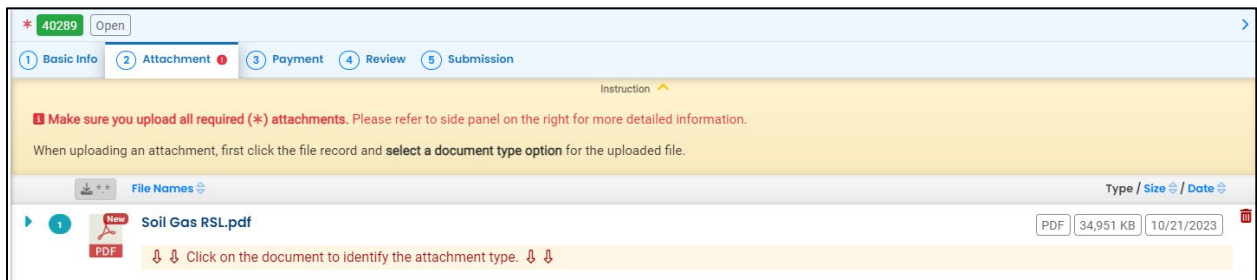 * 40289 Open
1 Basic Info 2 Attachment 3 Payment 4 Review 5 Submission
Instruction
Make sure you upload all required (*) attachments. Please refer to side panel on the right for more detailed information.
When uploading an attachment, first click the file record and select a document type option for the uploaded file.
*.* File Names Type / Size / Date
1 New PDF Soil Gas RSL.pdf PDF 34,951 KB 10/21/2023
⇩ ⇩ Click on the document to identify the attachment type. ⇩ ⇩